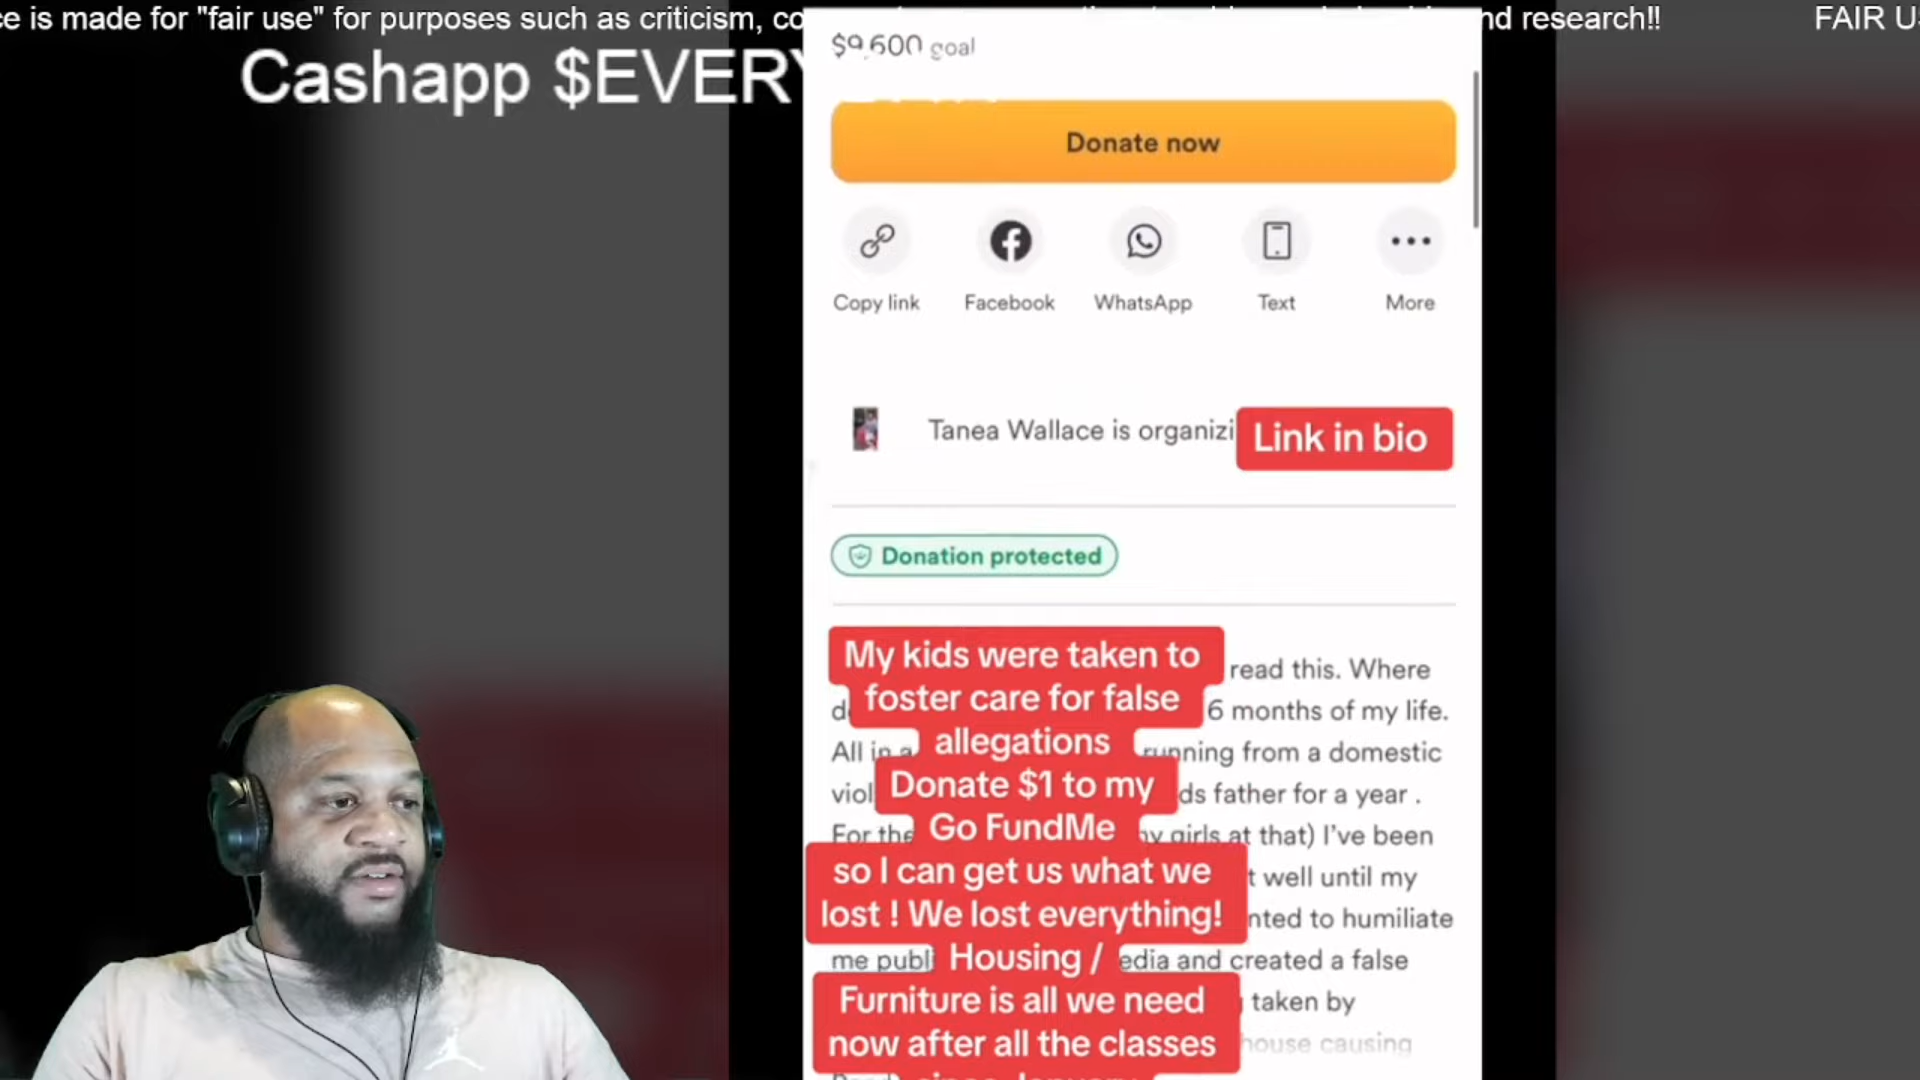 ce is made for "fair use" for purposes such as criticism, co
nd research!!
FAIR U
Cashapp $EVERY
$9,600 goal
Donate now
Copy link
Facebook
WhatsApp
Text
More
Tanea Wallace is organizi
Link in bio
Donation protected
My kids were taken to
foster care for false
allegations
Donate $1 to my
Go FundMe
so I can get us what we
lost ! We lost everything!
Housing /
Furniture is all we need
now after all the classes
since January
read this. Where
6 months of my life.
All in a running from a domestic
viol ds father for a year .
For the my girls at that) I've been
t well until my
nted to humiliate
me publi edia and created a false
taken by
house causing